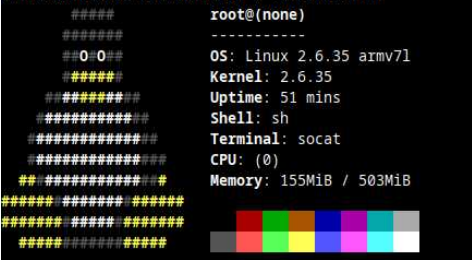 root@(none)
-----------
OS: Linux 2.6.35 armv7l
Kernel: 2.6.35
Uptime: 51 mins
Shell: sh
Terminal: socat
CPU: (0)
Memory: 155MiB / 503MiB